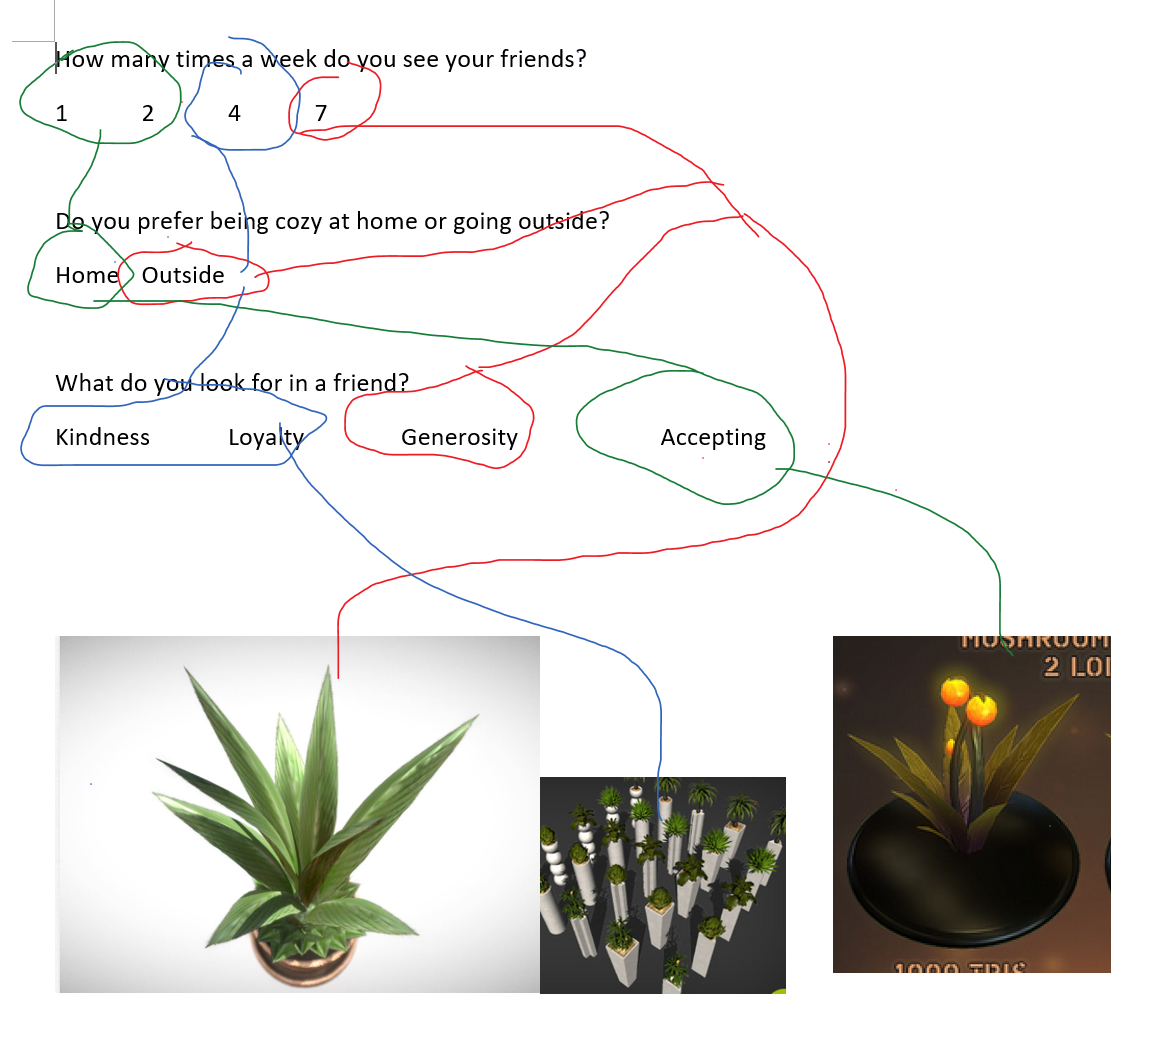 How many times a week do you see your friends?
1 2 4 7
Do you prefer being cozy at home or going outside?
Home Outside
What do you look for in a friend?
Kindness Loyalty Generosity Accepting
MUSHROOM
2 LO
1000 TRIS